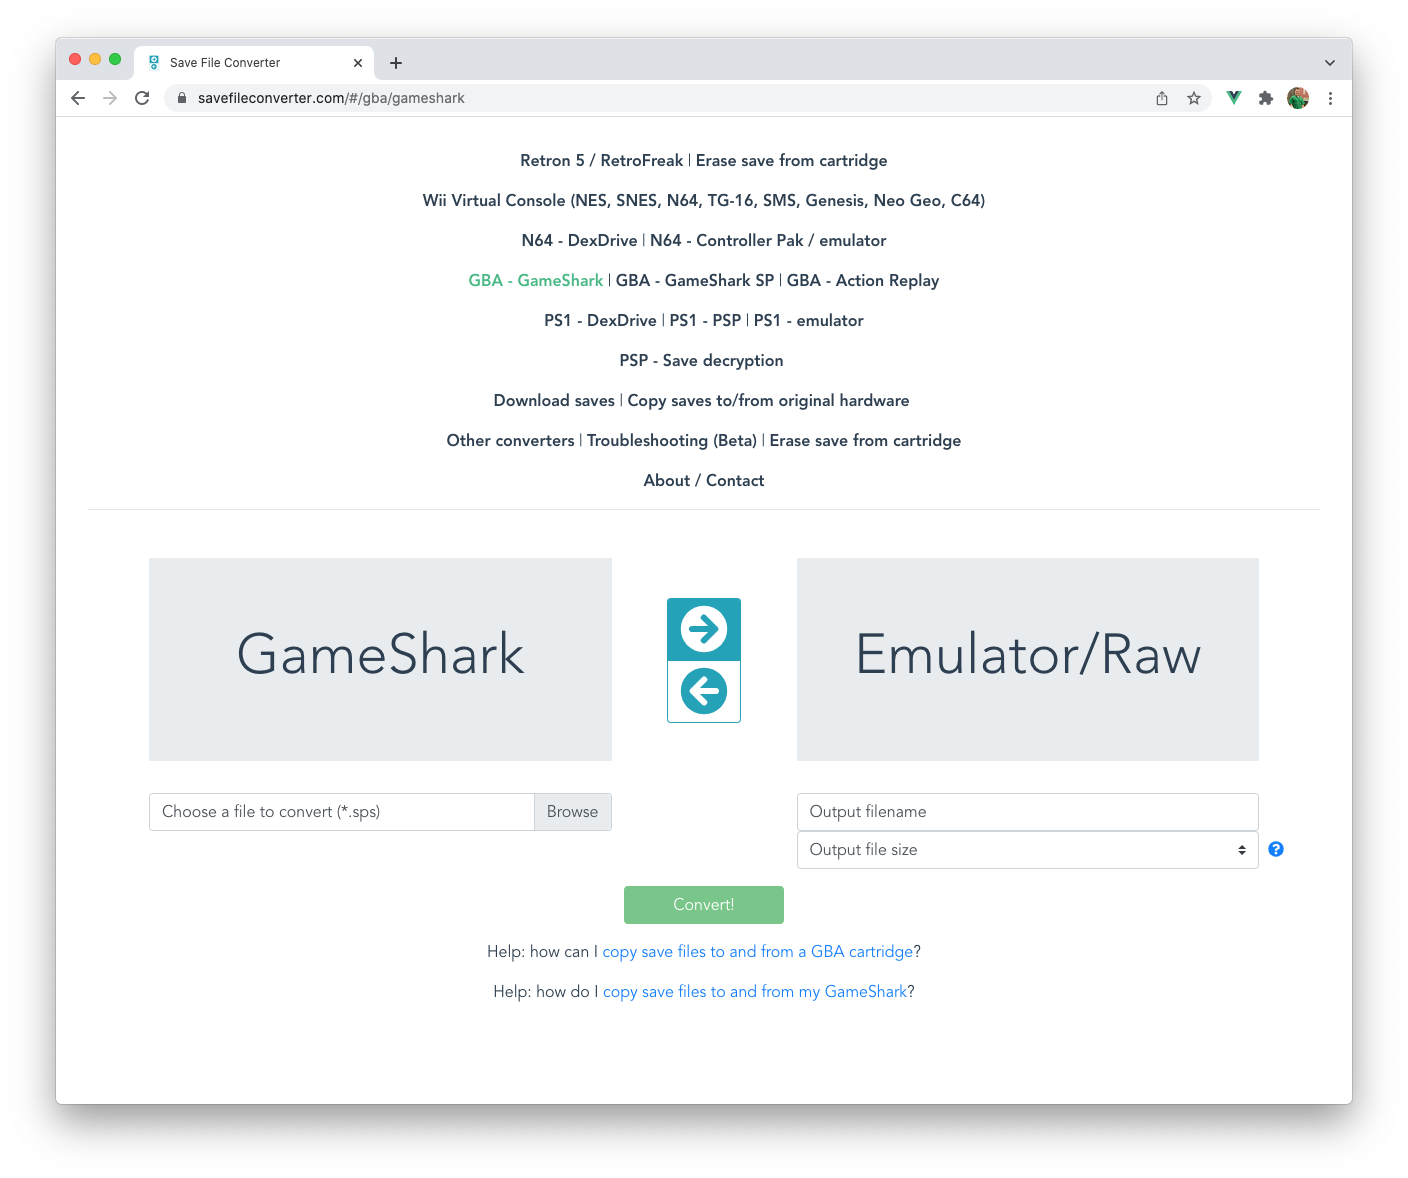 Save File Converter
savefileconverter.com/#/gba/gameshark
Retron 5 / RetroFreak | Erase save from cartridge
Wii Virtual Console (NES, SNES, N64, TG-16, SMS, Genesis, Neo Geo, C64)
N64 - DexDrive | N64 - Controller Pak / emulator
GBA - GameShark | GBA - GameShark SP | GBA - Action Replay
PS1 - DexDrive | PS1 - PSP | PS1 - emulator
PSP - Save decryption
Download saves | Copy saves to/from original hardware
Other converters | Troubleshooting (Beta) | Erase save from cartridge
About / Contact
GameShark
Emulator/Raw
Choose a file to convert (*.sps) Browse
Output filename
Output file size
Convert!
Help: how can I copy save files to and from a GBA cartridge?
Help: how do I copy save files to and from my GameShark?